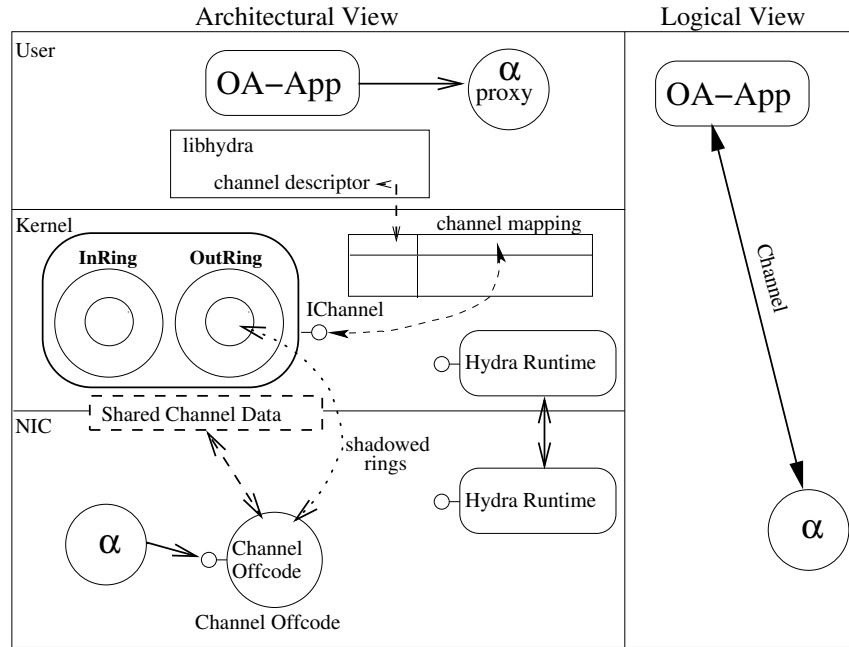 Architectural View
Logical View
User
OA−App
α
proxy
libhydra
channel descriptor
Kernel
channel mapping
InRing
OutRing
IChannel
Hydra Runtime
Shared Channel Data
NIC
shadowed
rings
Hydra Runtime
α
Channel
Offcode
Channel Offcode
OA−App
Channel
α